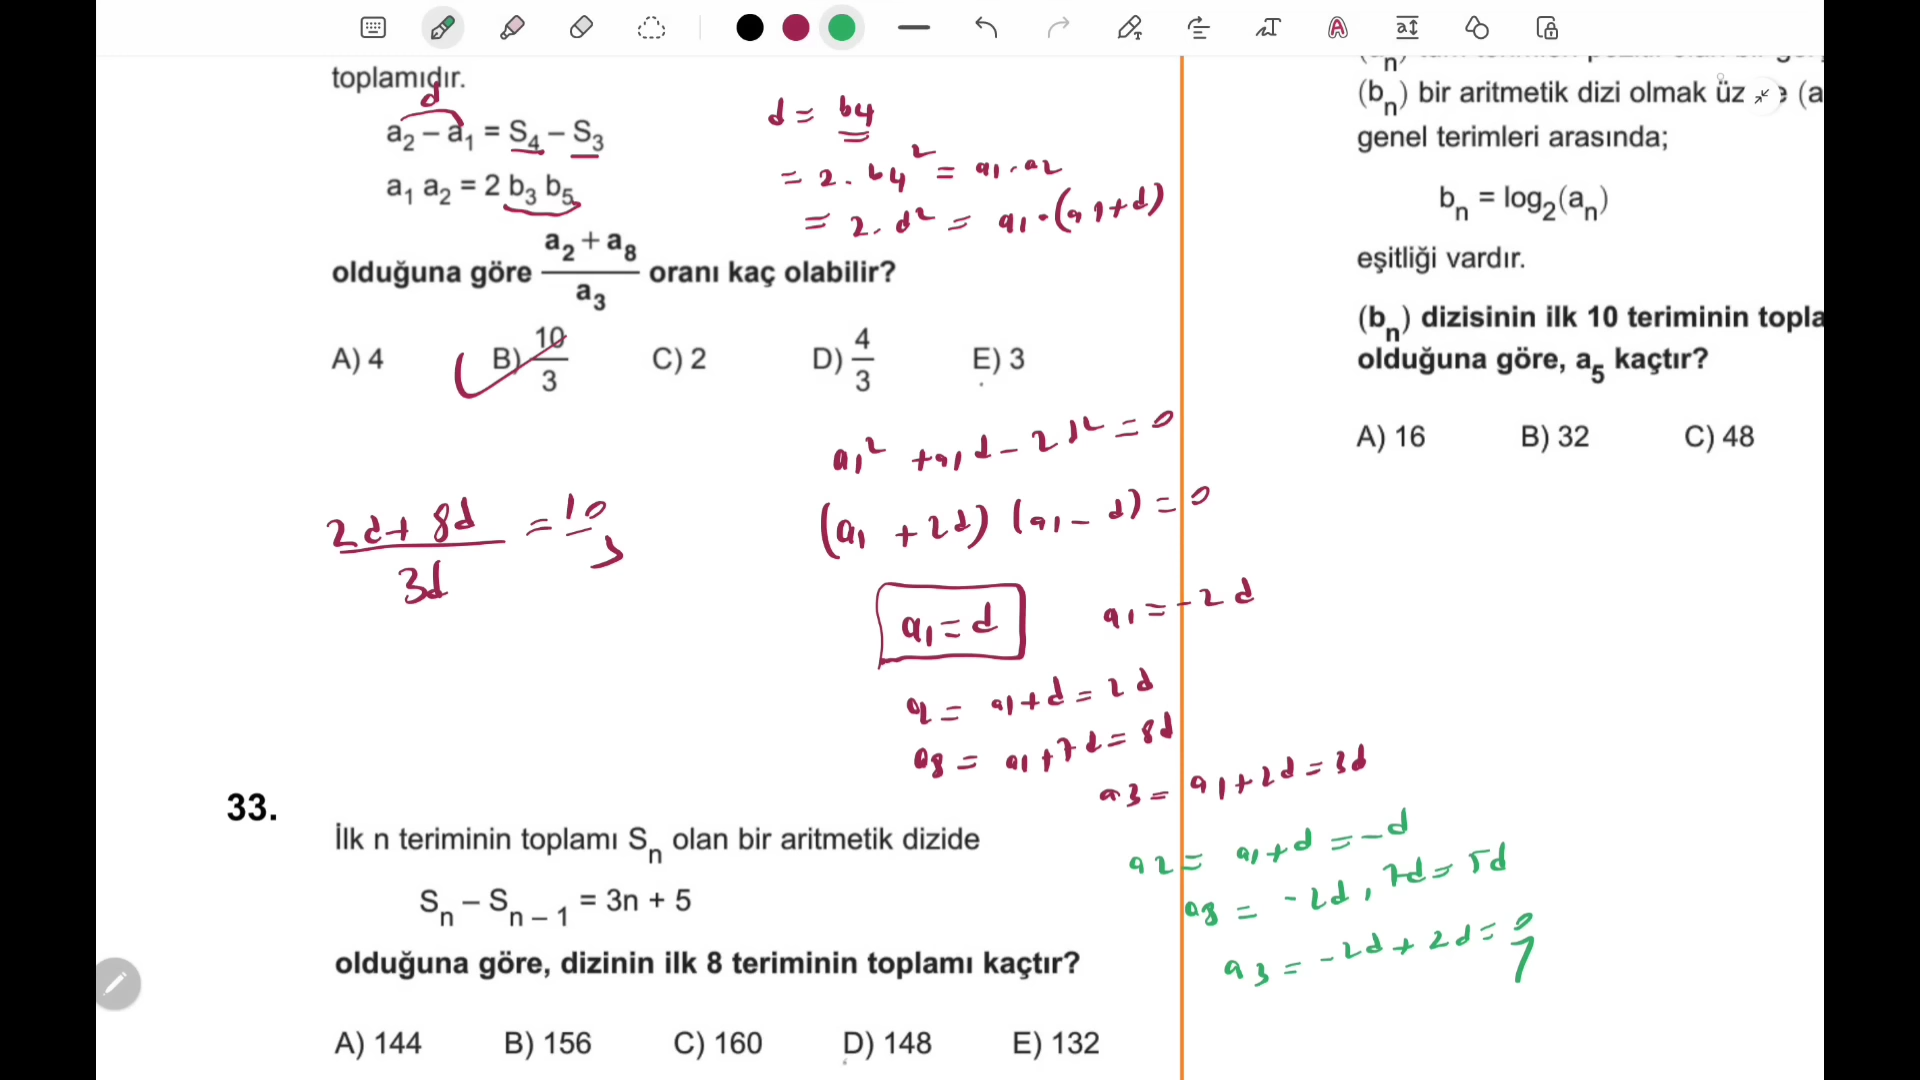 toplamıdır.
d
a2 – a1 = S4 – S3
a1 a2 = 2 b3 b5
olduğuna göre (a2 + a8)/a3 oranı kaç olabilir?
A) 4 B) 10/3 C) 2 D) 4/3 E) 3
d = b4
= 2. b4² = a1 . a2
= 2. d² = a1 . (a1 + d)
a1² + a1 d – 2d² = 0
(a1 + 2d) (a1 – d) = 0
a1 = d a1 = –2d
(2d + 8d)/3d = 10/3
a2 = a1 + d = 2d
a8 = a1 + 7d = 8d
a3 = a1 + 2d = 3d
a2 = a1 + d = –d
a8 = –2d, 7d = 5d
a3 = –2d + 2d = 0
33.
İlk n teriminin toplamı Sn olan bir aritmetik dizide
Sn – Sn – 1 = 3n + 5
olduğuna göre, dizinin ilk 8 teriminin toplamı kaçtır?
A) 144 B) 156 C) 160 D) 148 E) 132
(bn) bir aritmetik dizi olmak üz e (a
genel terimleri arasında;
bn = log2(an)
eşitliği vardır.
(bn) dizisinin ilk 10 teriminin topla
olduğuna göre, a5 kaçtır?
A) 16 B) 32 C) 48